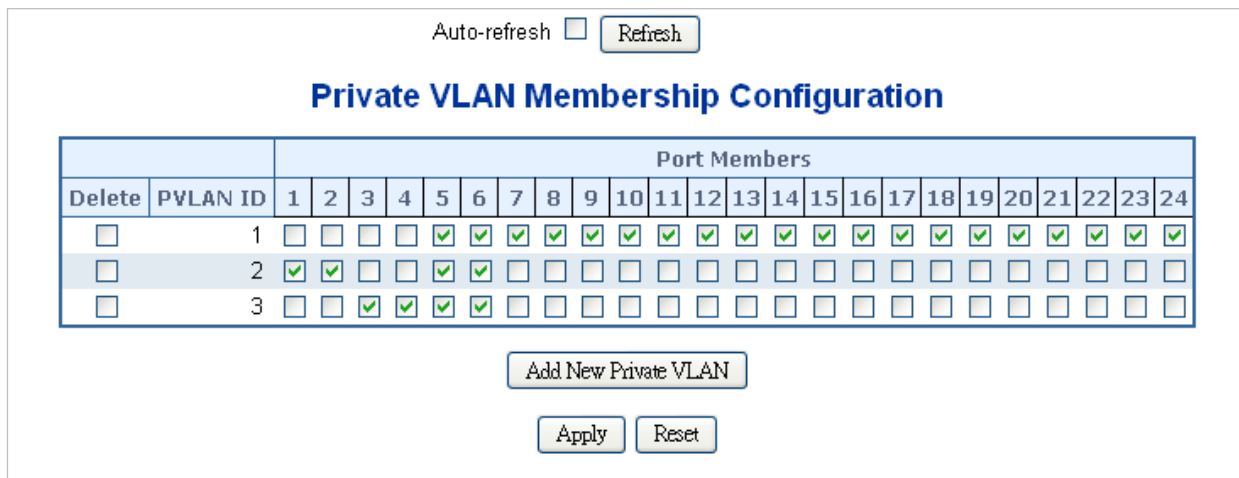 Auto-refresh Refresh
Private VLAN Membership Configuration
Port Members
Delete PVLAN ID 1 2 3 4 5 6 7 8 9 10 11 12 13 14 15 16 17 18 19 20 21 22 23 24
1
2
3
Add New Private VLAN
Apply Reset